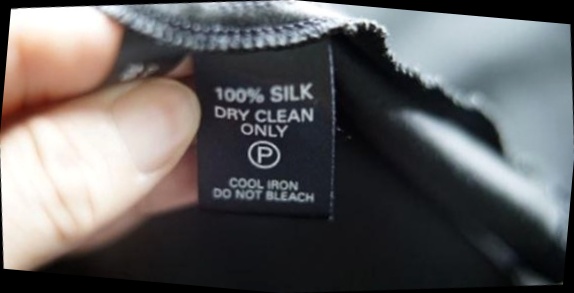 100% SILK
DRY CLEAN
ONLY
P
COOL IRON
DO NOT BLEACH